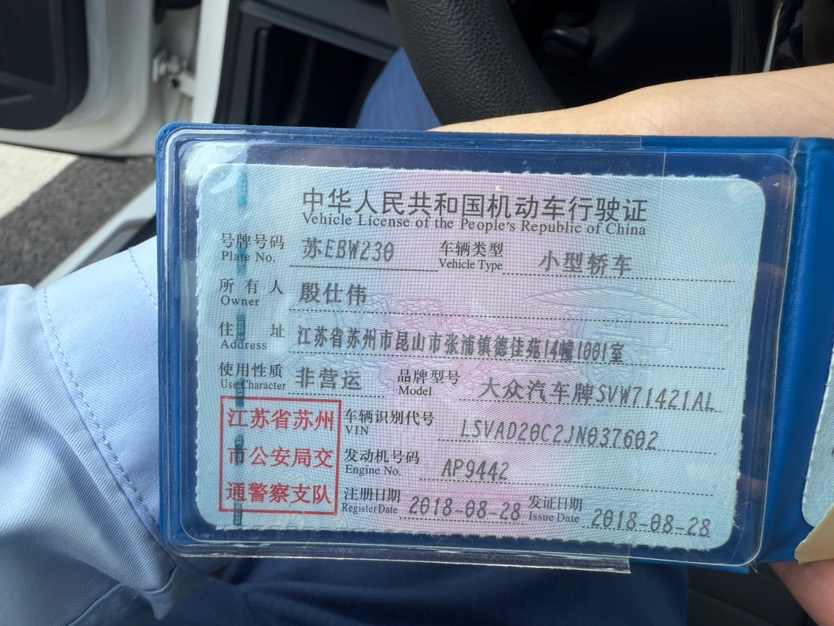 中华人民共和国机动车行驶证
Vehicle License of the People's Republic of China
号牌号码 苏EBW230 车辆类型 小型轿车
Plate No. Vehicle Type
所有人 殷仕伟
Owner
住址 江苏省苏州市昆山市张浦镇德佳苑14幢1001室
Address
使用性质 非营运 品牌型号 大众汽车牌SVW71421AL
Use Character Model
江苏省苏州
市公安局交
通警察支队
车辆识别代号 LSVAD20C2JN037602
VIN
发动机号码 AP9442
Engine No.
注册日期 2018-08-28 发证日期 2018-08-28
Register Date Issue Date